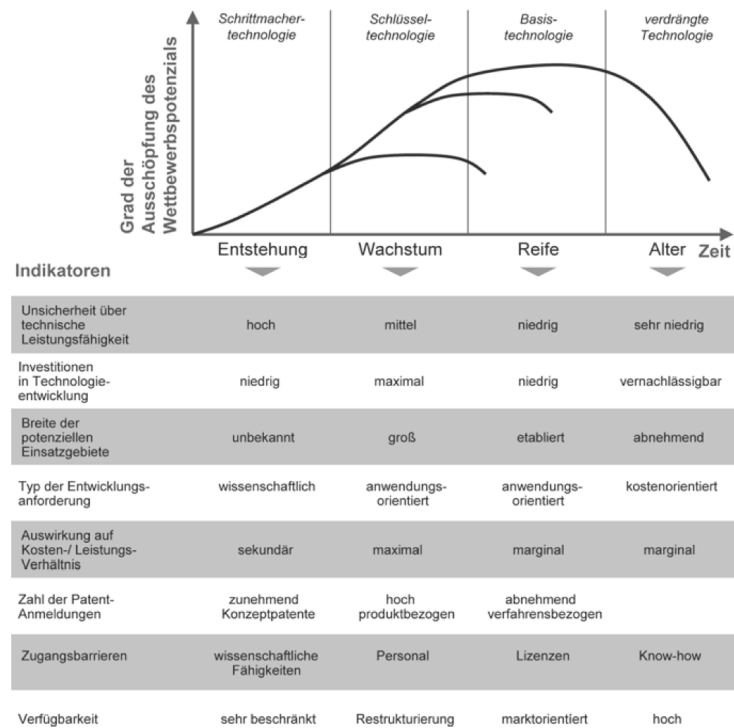 Schrittmacher-
technologie
Schlüssel-
technologie
Basis-
technologie
verdrängte
Technologie
Grad der
Ausschöpfung des
Wettbewerbspotenzials
Entstehung Wachstum Reife Alter Zeit
Indikatoren
Unsicherheit über
technische
Leistungsfähigkeit
hoch mittel niedrig sehr niedrig
Investitionen
in Technologie-
entwicklung
niedrig maximal niedrig vernachlässigbar
Breite der
potenziellen
Einsatzgebiete
unbekannt groß etabliert abnehmend
Typ der Entwicklungs-
anforderung
wissenschaftlich
anwendungs-
orientiert
anwendungs-
orientiert
kostenorientiert
Auswirkung auf
Kosten-/ Leistungs-
Verhältnis
sekundär maximal marginal marginal
Zahl der Patent-
Anmeldungen
zunehmend
Konzeptpatente
hoch
produktbezogen
abnehmend
verfahrensbezogen
Zugangsbarrieren
wissenschaftliche
Fähigkeiten
Personal Lizenzen Know-how
Verfügbarkeit sehr beschränkt Restrukturierung marktorientiert hoch